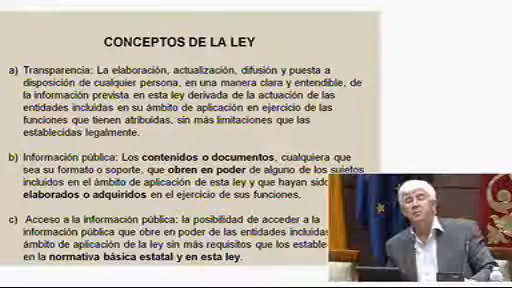 CONCEPTOS DE LA LEY
a) Transparencia: La elaboración, actualización, difusión y puesta a
disposición de cualquier persona, en una manera clara y entendible, de
la información prevista en esta ley derivada de la actuación de las
entidades incluidas en su ámbito de aplicación en ejercicio de las
funciones que tienen atribuidas, sin más limitaciones que las
establecidas legalmente.
b) Información pública: Los contenidos o documentos, cualquiera que
sea su formato o soporte, que obren en poder de alguno de los sujetos
incluidos en el ámbito de aplicación de esta ley y que hayan sido
elaborados o adquiridos en el ejercicio de sus funciones.
c) Acceso a la información pública: la posibilidad de acceder a la
información pública que obre en poder de las entidades incluidas
ámbito de aplicación de la ley sin más requisitos que los estable
en la normativa básica estatal y en esta ley.